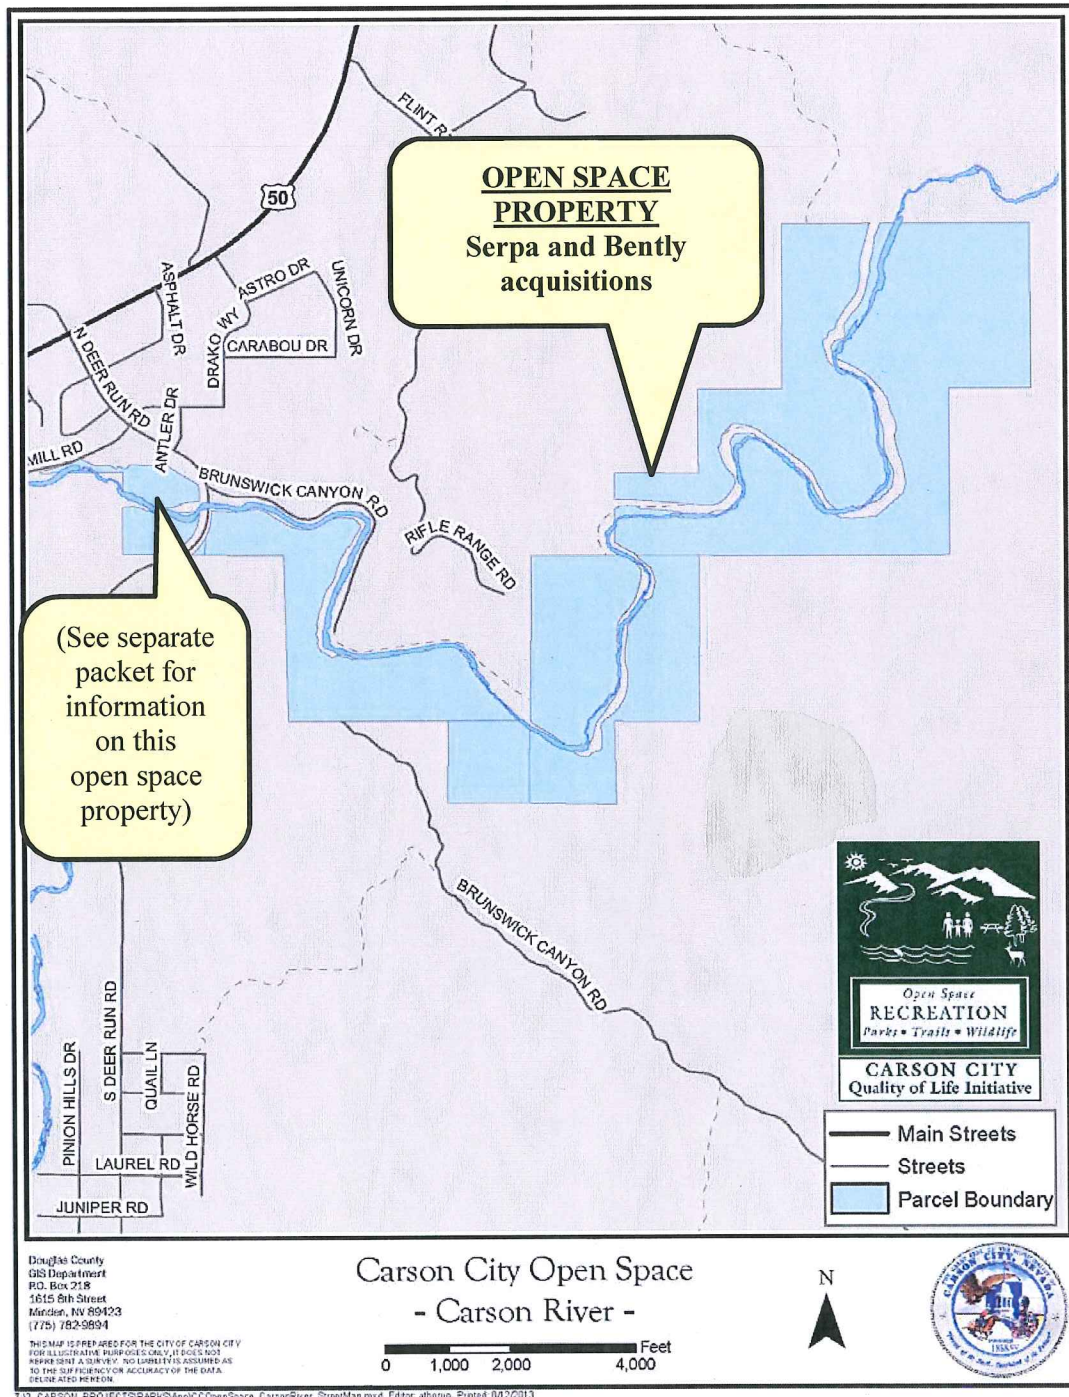 FLINT R
50
OPEN SPACE
PROPERTY
Serpa and Bently
acquisitions
ASPHALT DR
ASTRO DR
UNICORN DR
DRAKO WY
CARABOU DR
N DEER RUN RD
ANTLER DR
MILL RD
BRUNSWICK CANYON RD
RIFLE RANGE RD
(See separate
packet for
information
on this
open space
property)
BRUNSWICK CANYON RD
PINION HILLS DR
S DEER RUN RD
QUAIL LN
WILD HORSE RD
LAUREL RD
JUNIPER RD
Open Space
RECREATION
Parks • Trails • Wildlife
CARSON CITY
Quality of Life Initiative
Main Streets
Streets
Parcel Boundary
Douglas County
GIS Department
P.O. Box 218
1615 8th Street
Minden, NV 89423
(775) 782-9894
THIS MAP IS PREPARED FOR THE CITY OF CARSON CITY
FOR ILLUSTRATIVE PURPOSES ONLY, IT DOES NOT
REPRESENT A SURVEY. NO LIABILITY IS ASSUMED AS
TO THE SUFFICIENCY OR ACCURACY OF THE DATA
DELINEATED HEREON.
Carson City Open Space
- Carson River -
Feet
0 1,000 2,000 4,000
N
CARSON CITY, NEVADA
Printed: 8/12/2013